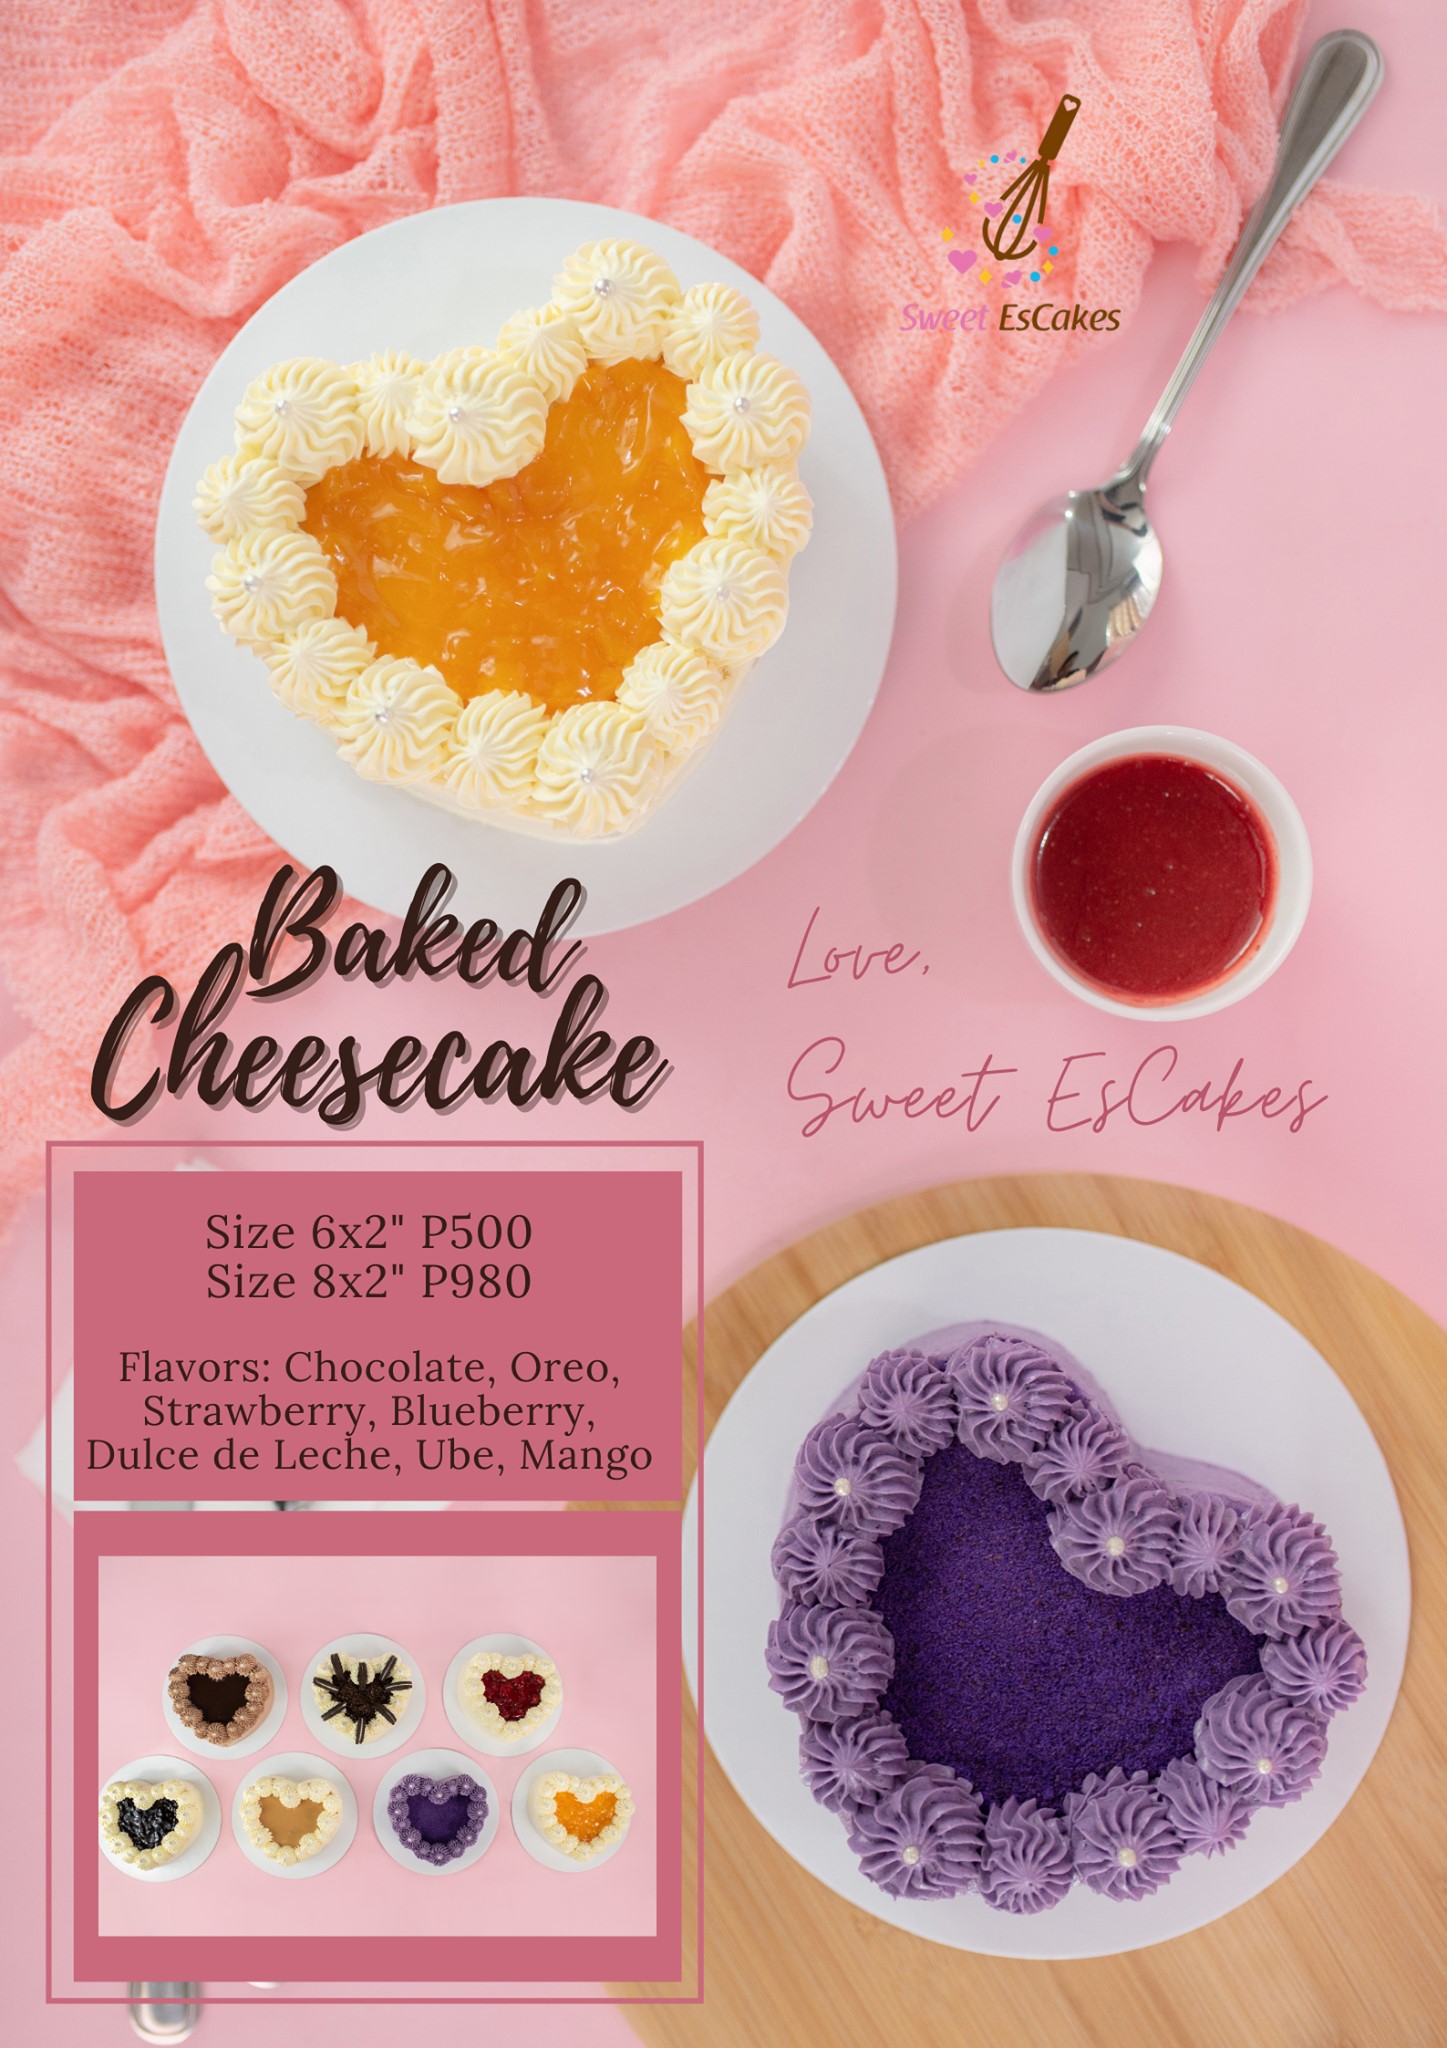 Sweet EsCakes
Baked
Cheesecake
Love,
Sweet EsCakes
Size 6x2" P500
Size 8x2" P980
Flavors: Chocolate, Oreo,
Strawberry, Blueberry,
Dulce de Leche, Ube, Mango